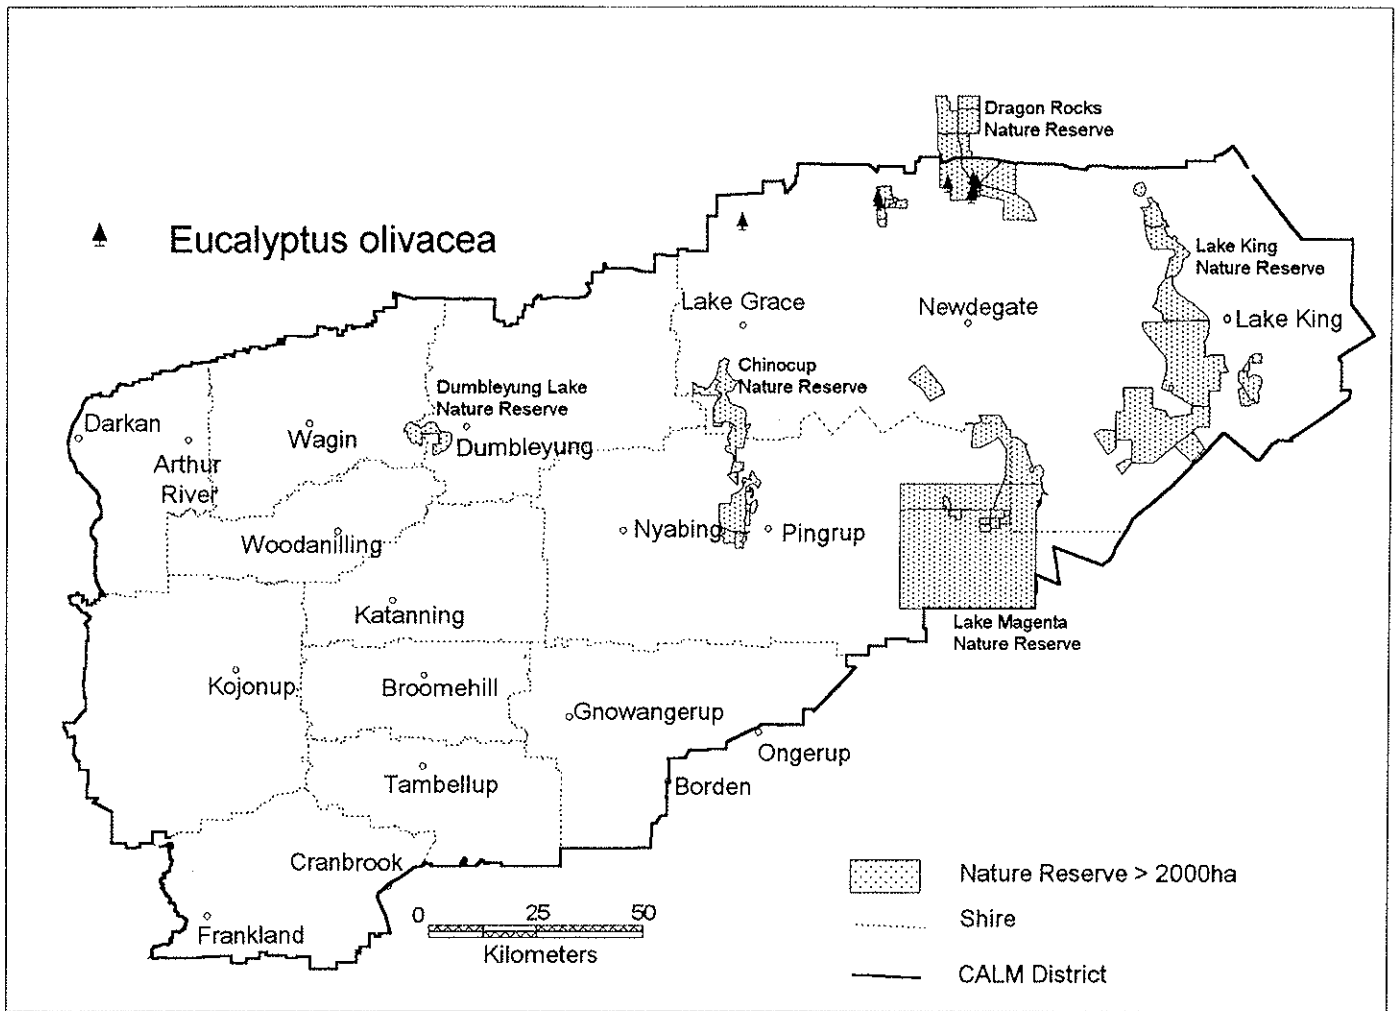 Dragon Rocks
Nature Reserve
Eucalyptus olivacea
Lake King
Nature Reserve
Lake Grace
Newdegate
Lake King
Chinocup
Nature Reserve
Dumbleyung Lake
Nature Reserve
Darkan
Wagin
Dumbleyung
Arthur
River
Woodanilling
Nyabing
Pingrup
Katanning
Lake Magenta
Nature Reserve
Kojonup
Broomehill
Gnowangerup
Ongerup
Tambellup
Borden
Cranbrook
Frankland
0 25 50
Kilometers
Nature Reserve > 2000ha
Shire
CALM District